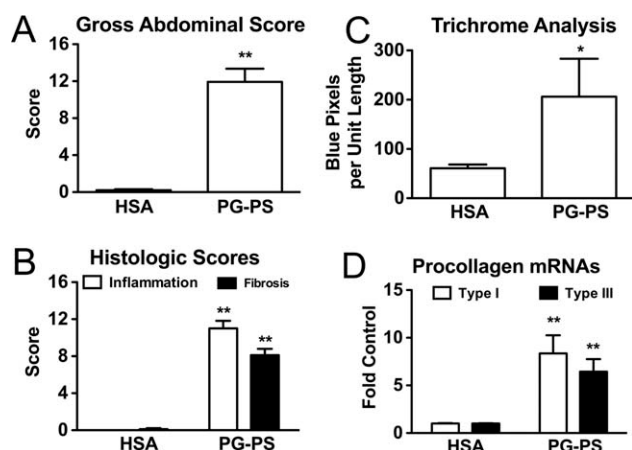 A
Gross Abdominal Score
**
16
12
8
4
0
Score
HSA
PG-PS
C
Trichrome Analysis
*
300
200
100
0
Blue Pixels
per Unit Length
HSA
PG-PS
B
Histologic Scores
Inflammation
Fibrosis
**
**
16
12
8
4
0
Score
HSA
PG-PS
D
Procollagen mRNAs
Type I
Type III
**
**
15
10
5
0
Fold Control
HSA
PG-PS